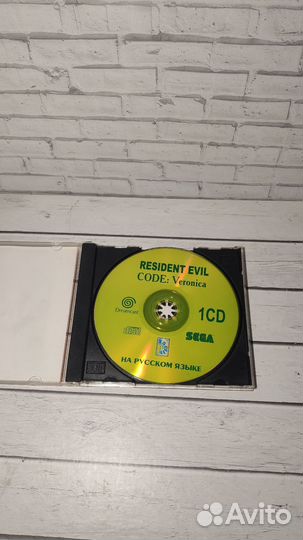 RESIDENT EVIL
CODE: Veronica
Dreamcast
1CD
SEGA
НА РУССКОМ ЯЗЫКЕ
Avito